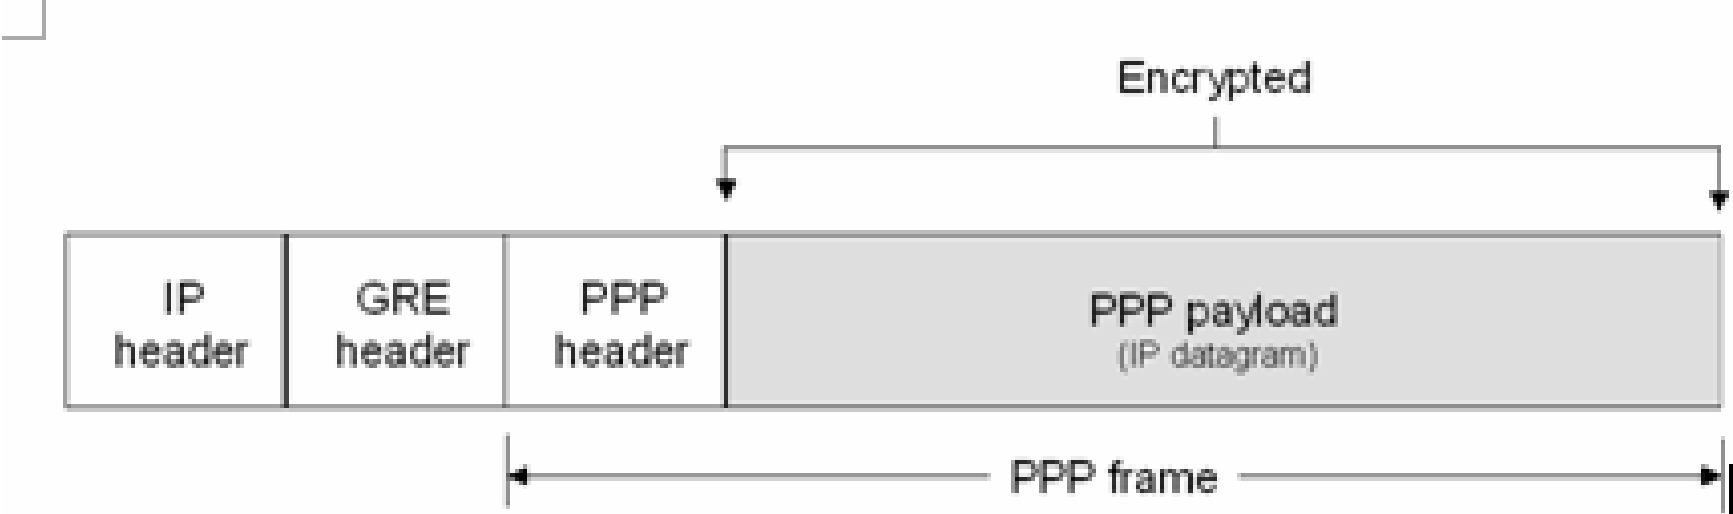 Encrypted
IP
header
GRE
header
PPP
header
PPP payload
(IP datagram)
PPP frame